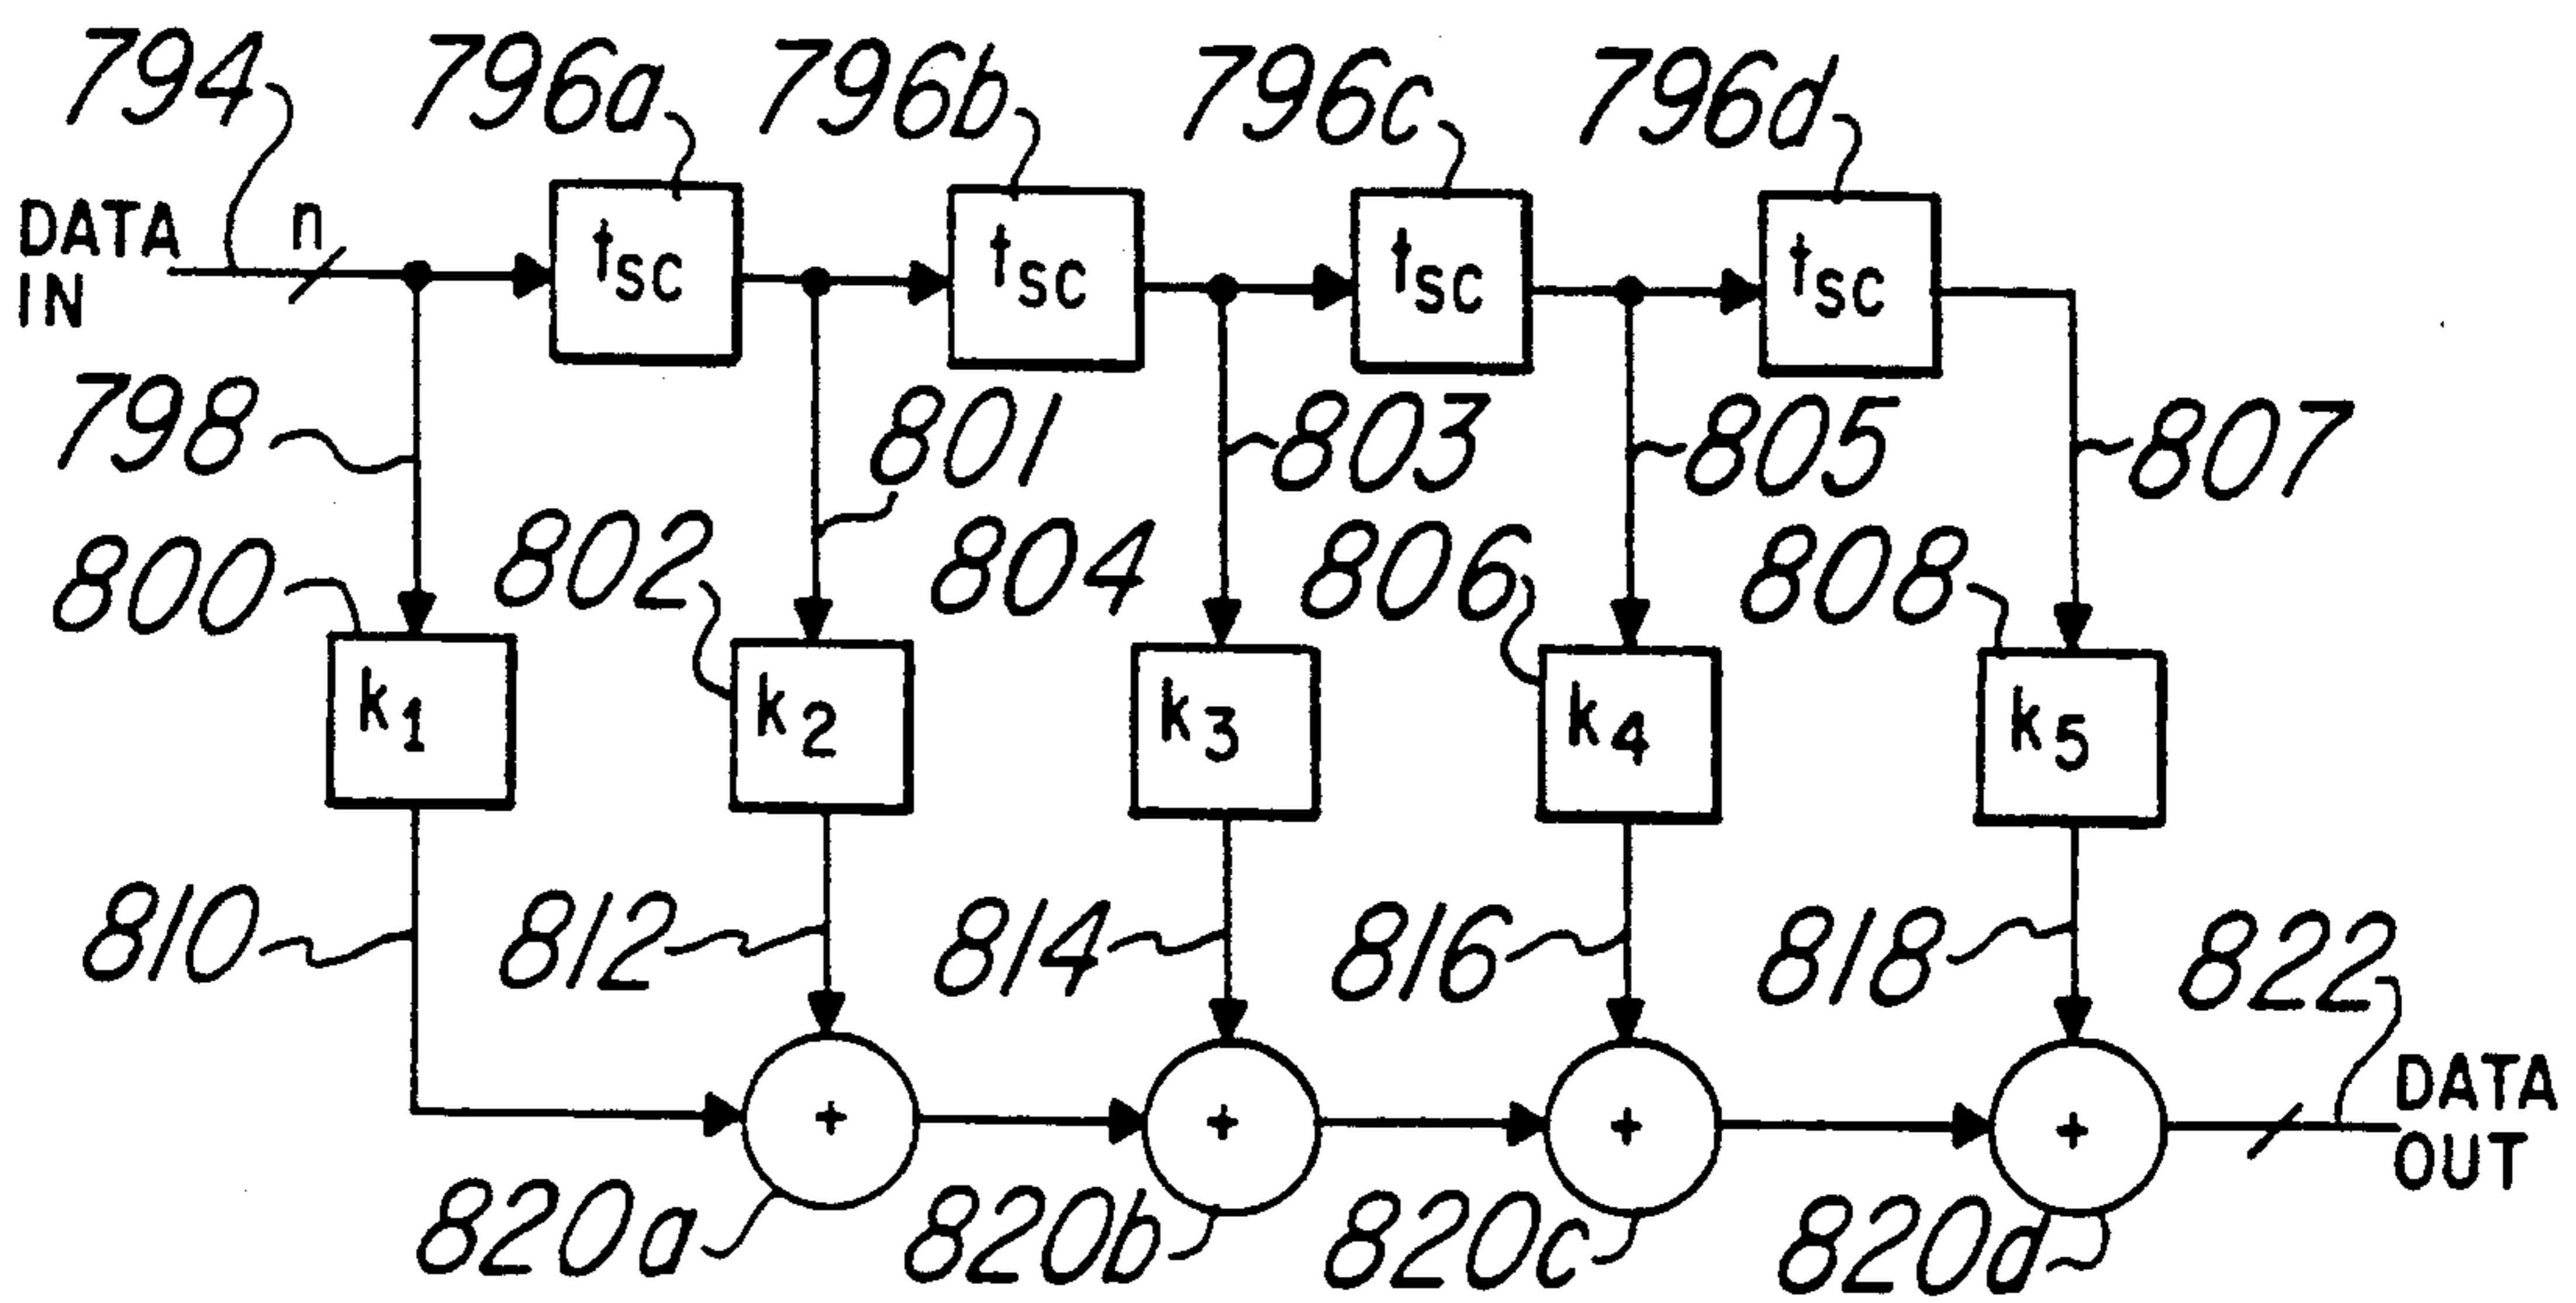 794 796a 796b 796c 796d
DATA IN
n
tSC tSC tSC tSC
798 801 803 805 807
800 802 804 806 808
k1 k2 k3 k4 k5
810 812 814 816 818 822
+ + + +
DATA OUT
820a 820b 820c 820d